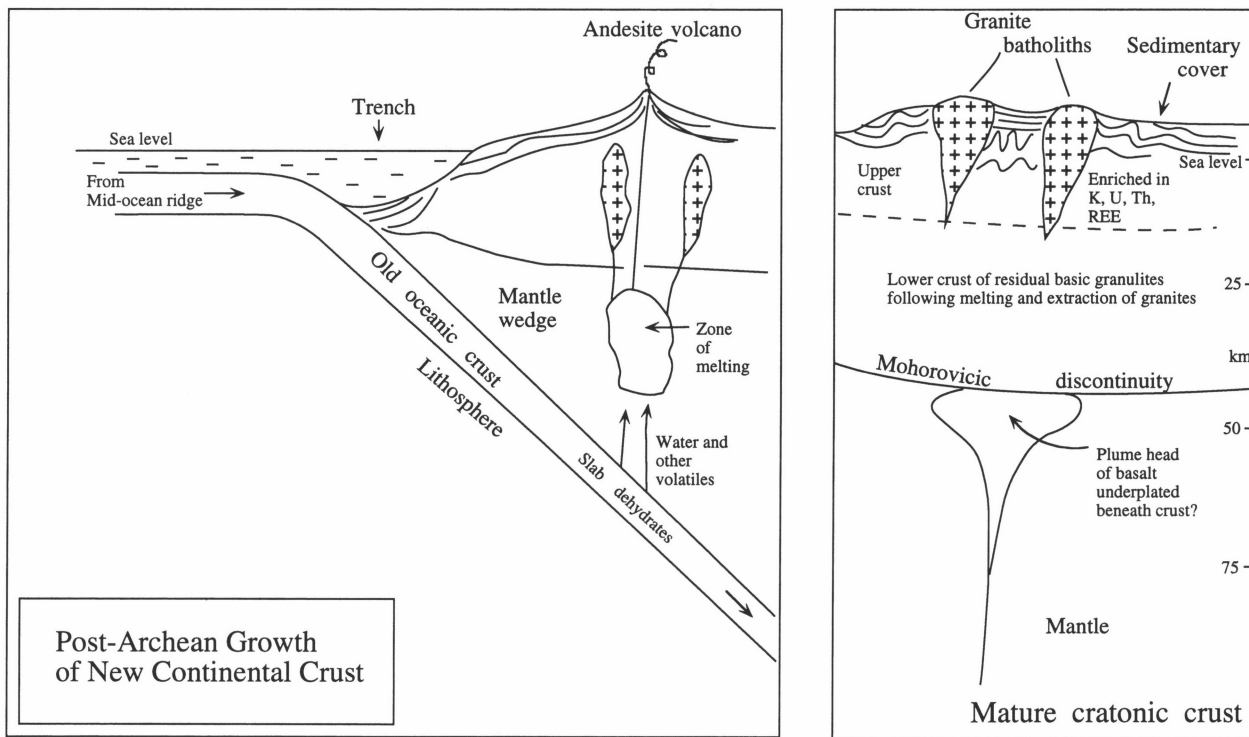 Andesite volcano
Trench
Sea level
From
Mid-ocean ridge
Old oceanic crust
Lithosphere
Mantle
wedge
Zone
of
melting
Water and
other
volatiles
Slab dehydrates
Post-Archean Growth
of New Continental Crust
Granite
batholiths
Sedimentary
cover
Sea level
Upper
crust
Enriched in
K, U, Th,
REE
Lower crust of residual basic granulites
following melting and extraction of granites
25
km
Mohorovicic discontinuity
50
Plume head
of basalt
underplated
beneath crust?
75
Mantle
Mature cratonic crust